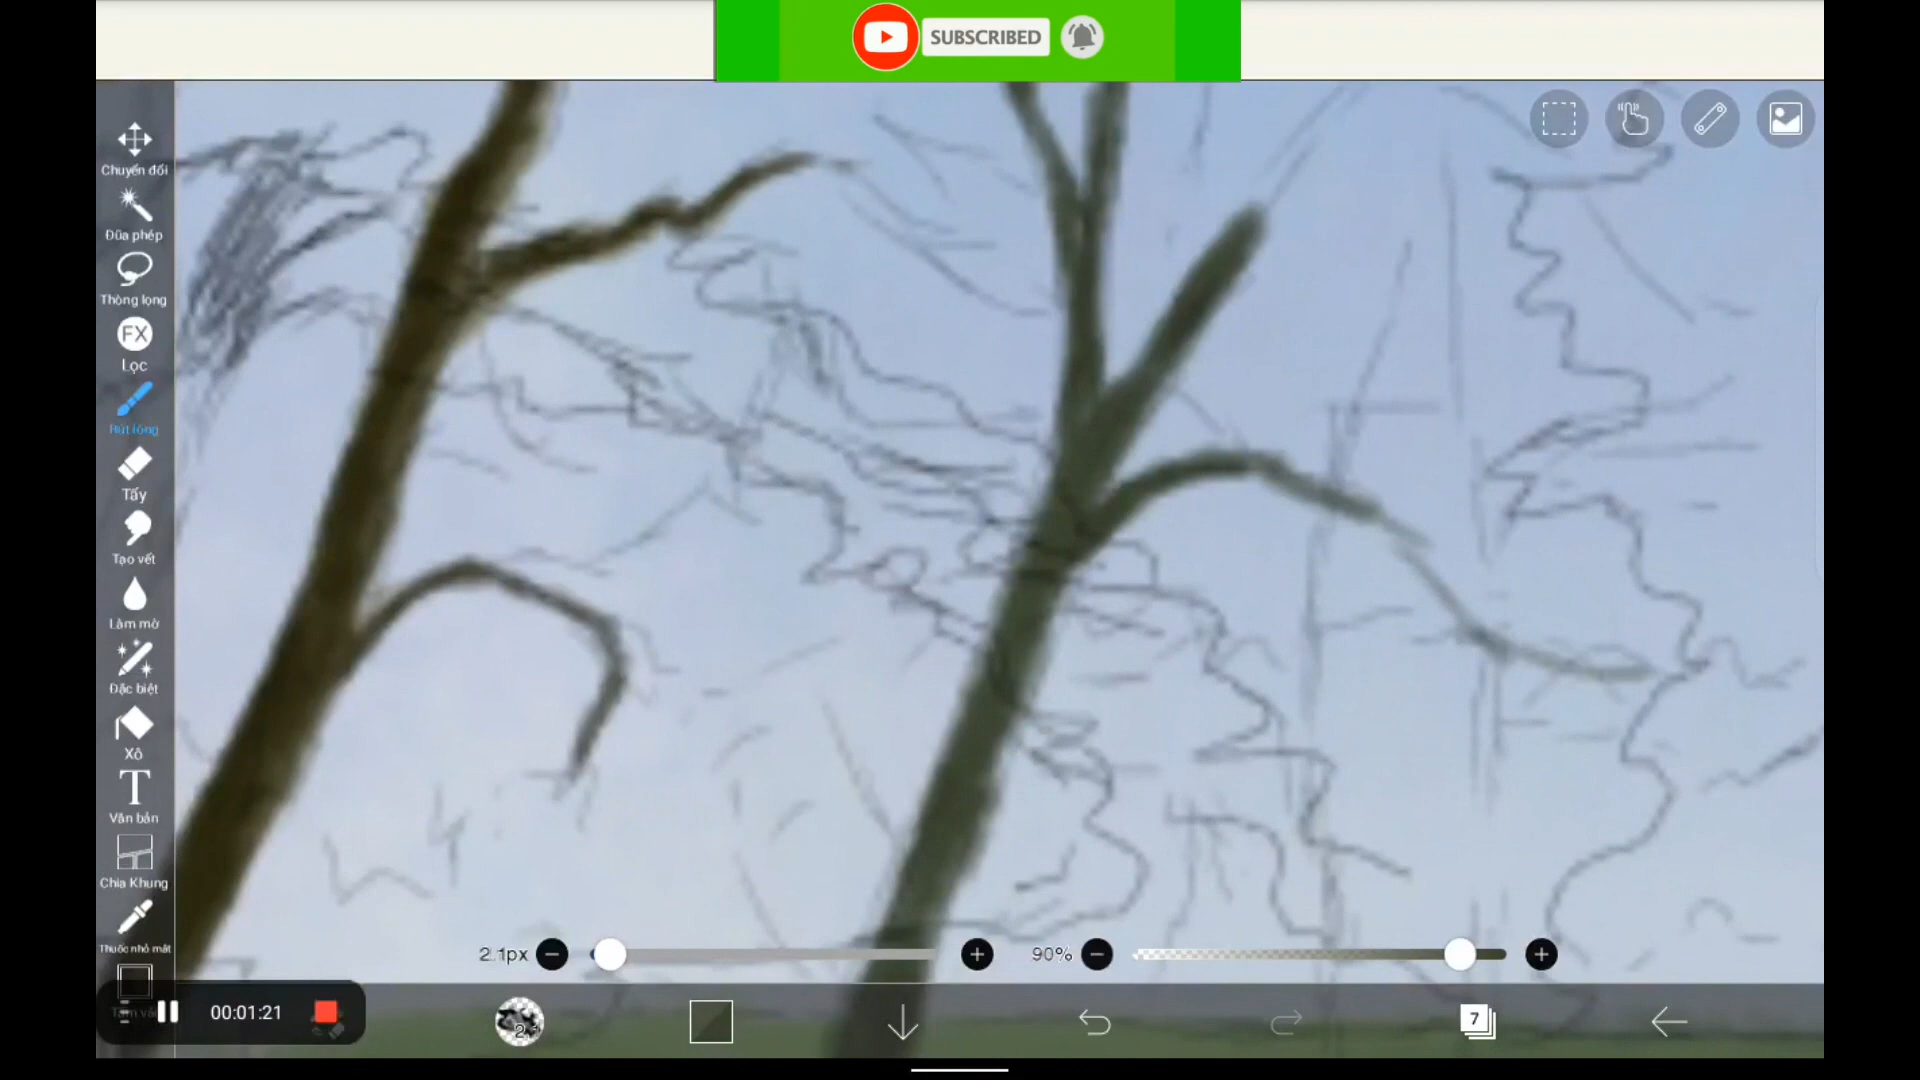 SUBSCRIBED
Chuyển đổi
Đũa phép
Thòng lọng
FX
Lọc
Bút lông
Tẩy
Tạo vết
Làm mờ
Đặc biệt
Xô
T
Văn bản
Chia Khung
Thuốc nhỏ mắt
2.1px
90%
00:01:21
7